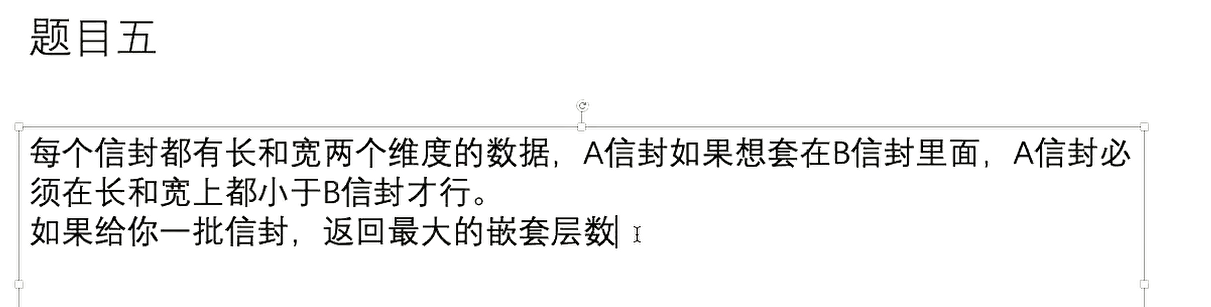 题目五
每个信封都有长和宽两个维度的数据，A信封如果想套在B信封里面，A信封必
须在长和宽上都小于B信封才行。
如果给你一批信封，返回最大的嵌套层数